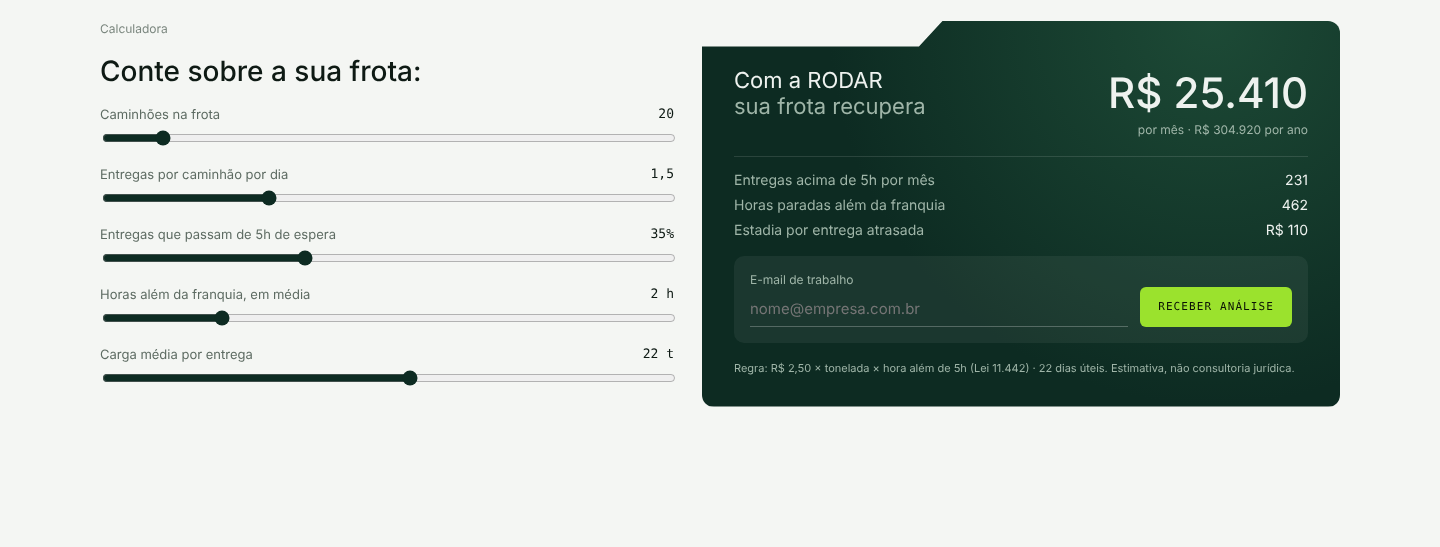 Calculadora
Conte sobre a sua frota:
Caminhões na frota 20
Entregas por caminhão por dia 1,5
Entregas que passam de 5h de espera 35%
Horas além da franquia, em média 2 h
Carga média por entrega 22 t
Com a RODAR
sua frota recupera
R$ 25.410
por mês · R$ 304.920 por ano
Entregas acima de 5h por mês 231
Horas paradas além da franquia 462
Estadia por entrega atrasada R$ 110
E-mail de trabalho
nome@empresa.com.br
RECEBER ANÁLISE
Regra: R$ 2,50 × tonelada × hora além de 5h (Lei 11.442) · 22 dias úteis. Estimativa, não consultoria jurídica.